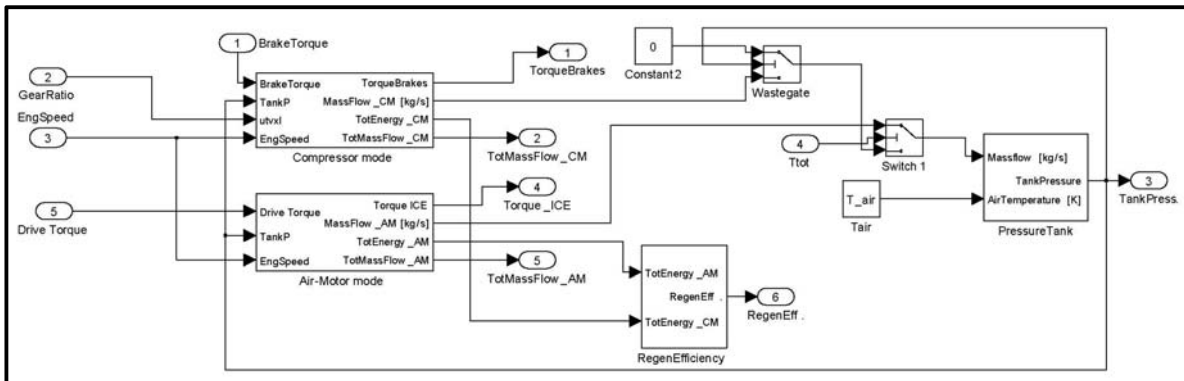 1
BrakeTorque
2
GearRatio
EngSpeed
3
5
Drive Torque
BrakeTorque
TankP
utvxl
EngSpeed
TorqueBrakes
MassFlow _CM [kg/s]
TotEnergy _CM
TotMassFlow _CM
Compressor mode
Drive Torque
TankP
EngSpeed
Torque ICE
MassFlow _AM [kg/s]
TotEnergy _AM
TotMassFlow _AM
Air-Motor mode
1
TorqueBrakes
2
TotMassFlow _CM
4
Torque _ICE
5
TotMassFlow _AM
TotEnergy _AM
RegenEff .
TotEnergy _CM
RegenEfficiency
6
RegenEff .
0
Constant 2
Wastegate
4
Ttot
Switch 1
T_air
Tair
Massflow [kg/s]
TankPressure
AirTemperature [K]
PressureTank
3
TankPress.